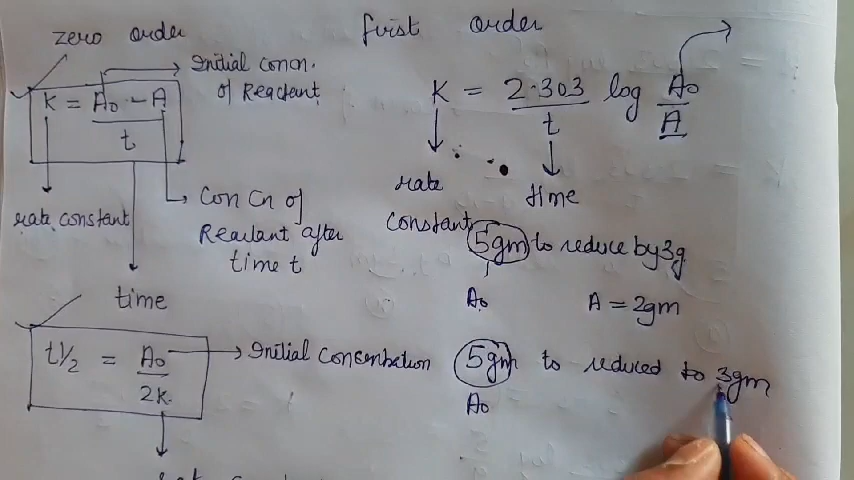 zero order
Initial concn.
of Reactant
K = A₀ - A
t
rate constant
Concn of
Reactant after
time t
time
t½ = A₀
2K
Initial Concentration
first order
K = 2.303 log A₀
t A
rate
constant
time
5gm to reduce by 3g
A₀ A = 2gm
5gm to reduced to 3gm
A₀